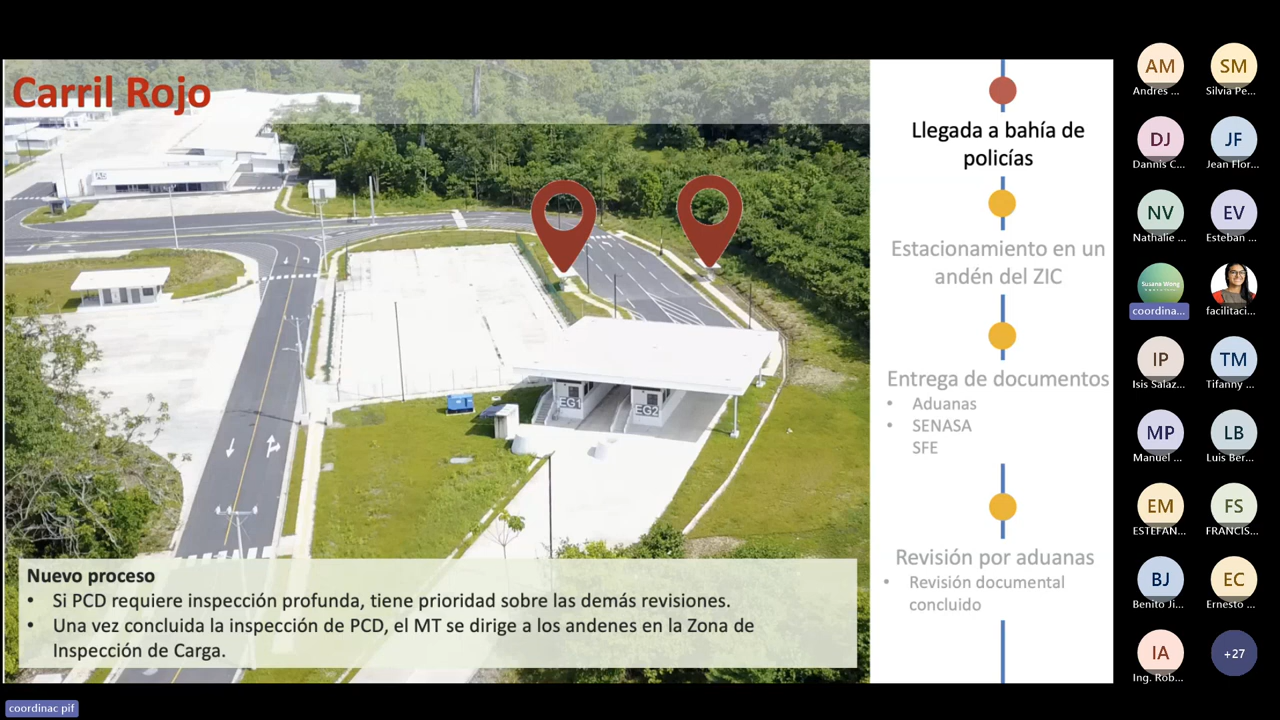 Carril Rojo
A2
EG1
EG2
Nuevo proceso
• Si PCD requiere inspección profunda, tiene prioridad sobre las demás revisiones.
• Una vez concluida la inspección de PCD, el MT se dirige a los andenes en la Zona de
Inspección de Carga.
Llegada a bahía de
policías
Estacionamiento en un
andén del ZIC
Entrega de documentos
• Aduanas
• SENASA
SFE
Revisión por aduanas
• Revisión documental
concluido
AM
Andres ...
SM
Silvia Pe...
DJ
Dannis C...
JF
Jean Flor...
NV
Nathalie ...
EV
Esteban ...
Susana Wong
coordina...
facilitaci...
IP
Isis Salaz...
TM
Tifanny ...
MP
Manuel ...
LB
Luis Ber...
EM
ESTEFAN...
FS
FRANCIS...
BJ
Benito Ji...
EC
Ernesto ...
IA
Ing. Rob...
+27
coordinac pif